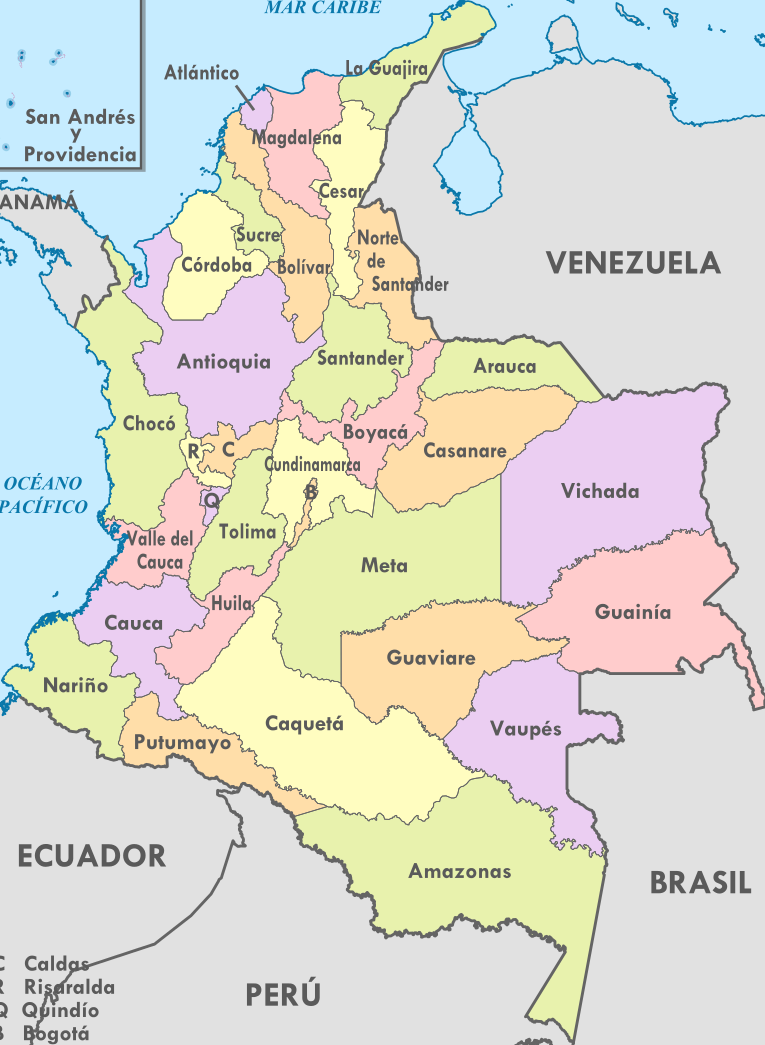 MAR CARIBE
La Guajira
Atlántico
San Andrés
y
Providencia
Magdalena
Cesar
ANAMÁ
Sucre
Norte
de
Santander
Córdoba
Bolívar
VENEZUELA
Antioquia
Santander
Arauca
Chocó
Boyacá
R
C
Casanare
Cundinamarca
OCÉANO
PACÍFICO
Q
B
Vichada
Tolima
Valle del
Cauca
Meta
Huila
Cauca
Guainía
Guaviare
Nariño
Caquetá
Vaupés
Putumayo
ECUADOR
Amazonas
BRASIL
PERÚ
C Caldas
R Risaralda
Q Quindío
B Bogotá